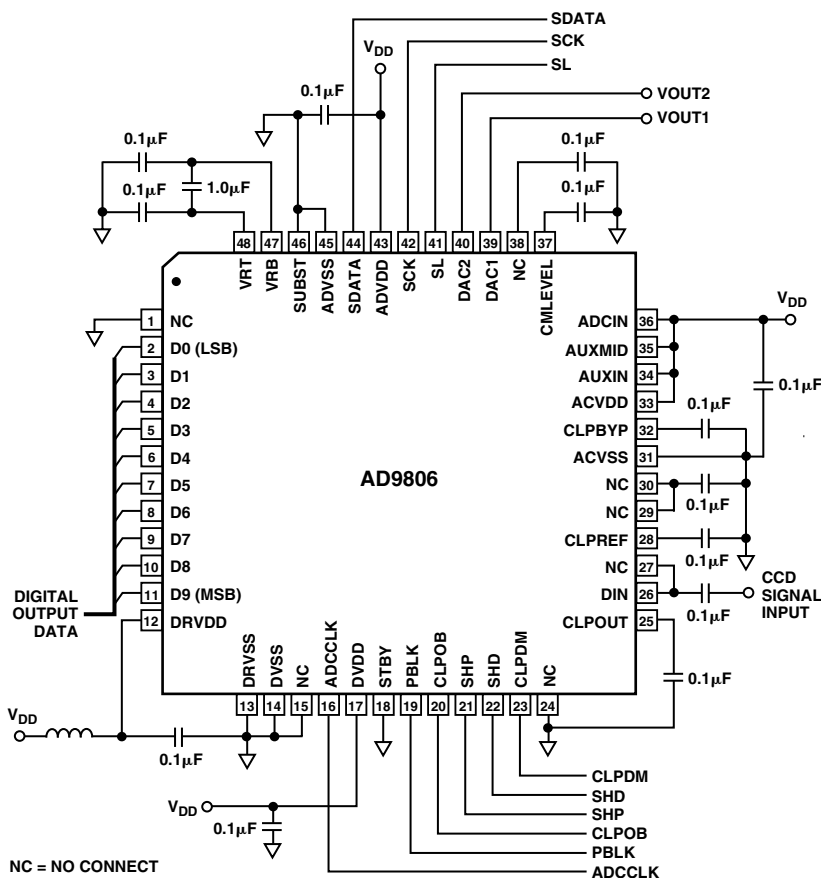 SDATA
SCK
SL
VOUT2
VOUT1
VDD
0.1µF
0.1µF
0.1µF
1.0µF
0.1µF
0.1µF
48 47 46 45 44 43 42 41 40 39 38 37
VRT VRB SUBST ADVSS SDATA ADVDD SCK SL DAC2 DAC1 NC CMLEVEL
1 NC
2 D0 (LSB)
3 D1
4 D2
5 D3
6 D4
7 D5
8 D6
9 D7
10 D8
11 D9 (MSB)
12 DRVDD
DIGITAL
OUTPUT
DATA
AD9806
ADCIN 36
AUXMID 35
AUXIN 34
ACVDD 33
CLPBYP 32
ACVSS 31
NC 30
NC 29
CLPREF 28
NC 27
DIN 26
CLPOUT 25
VDD
0.1µF
0.1µF
0.1µF
0.1µF
0.1µF
CCD
SIGNAL
INPUT
0.1µF
DRVSS DVSS NC ADCCLK DVDD STBY PBLK CLPOB SHP SHD CLPDM NC
13 14 15 16 17 18 19 20 21 22 23 24
VDD
0.1µF
VDD
0.1µF
CLPDM
SHD
SHP
CLPOB
PBLK
ADCCLK
NC = NO CONNECT